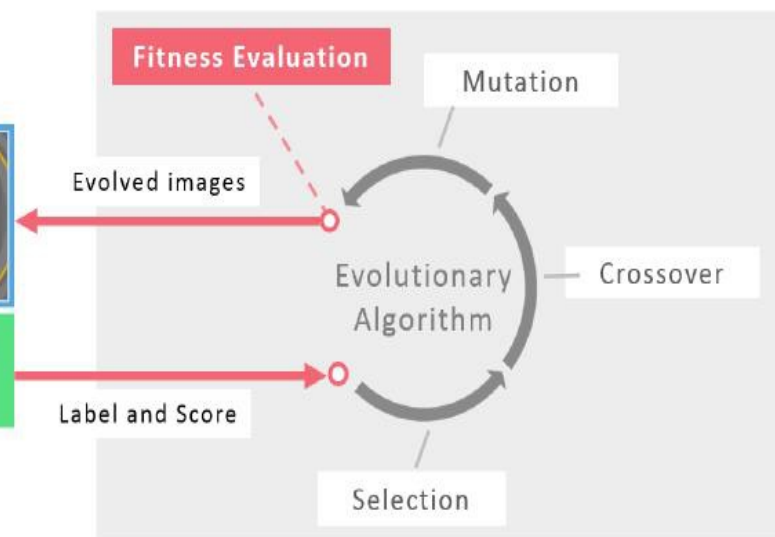 Fitness Evaluation
Mutation
Evolved images
Evolutionary
Algorithm
Crossover
Label and Score
Selection